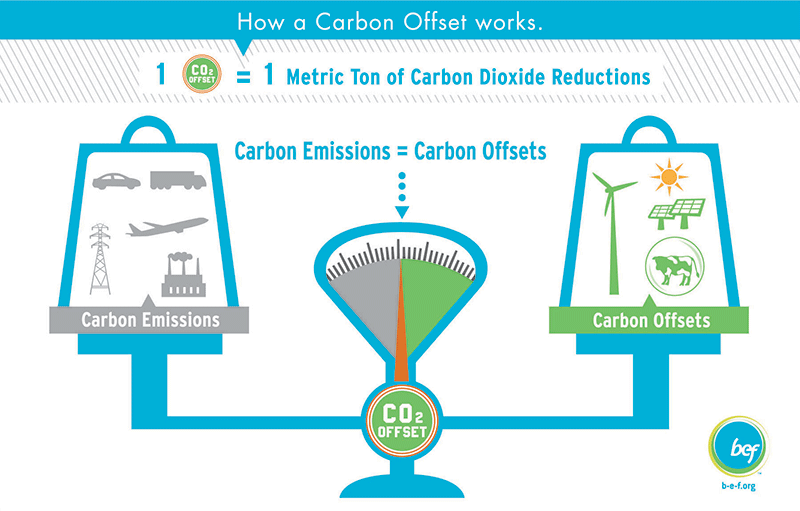 How a Carbon Offset works.
1 CO2 OFFSET = 1 Metric Ton of Carbon Dioxide Reductions
Carbon Emissions = Carbon Offsets
Carbon Emissions
Carbon Offsets
CO2
OFFSET
bef
b-e-f.org